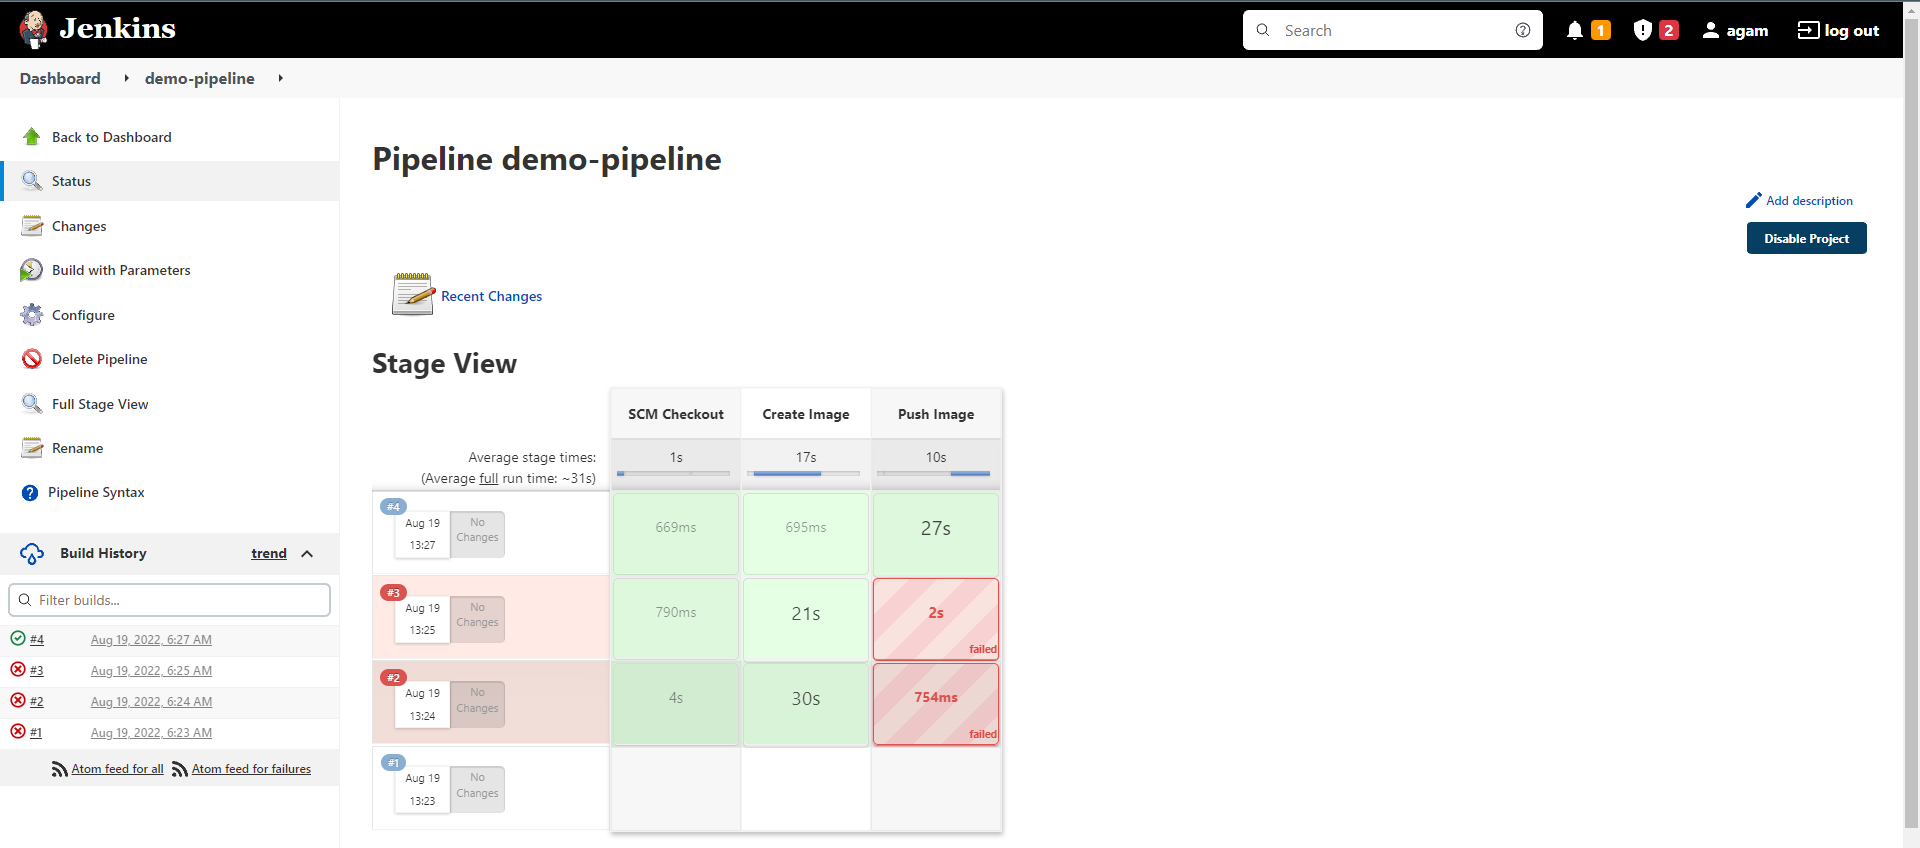 Jenkins
Search
1
2
agam
log out
Dashboard
demo-pipeline
Back to Dashboard
Status
Changes
Build with Parameters
Configure
Delete Pipeline
Full Stage View
Rename
Pipeline Syntax
Build History
trend
Filter builds...
#4 Aug 19, 2022, 6:27 AM
#3 Aug 19, 2022, 6:25 AM
#2 Aug 19, 2022, 6:24 AM
#1 Aug 19, 2022, 6:23 AM
Atom feed for all Atom feed for failures
Pipeline demo-pipeline
Add description
Disable Project
Recent Changes
Stage View
SCM Checkout Create Image Push Image
Average stage times: 1s 17s 10s
(Average full run time: ~31s)
#4
Aug 19
13:27
No
Changes
669ms 695ms 27s
#3
Aug 19
13:25
No
Changes
790ms 21s 2s
failed
#2
Aug 19
13:24
No
Changes
4s 30s 754ms
failed
#1
Aug 19
13:23
No
Changes